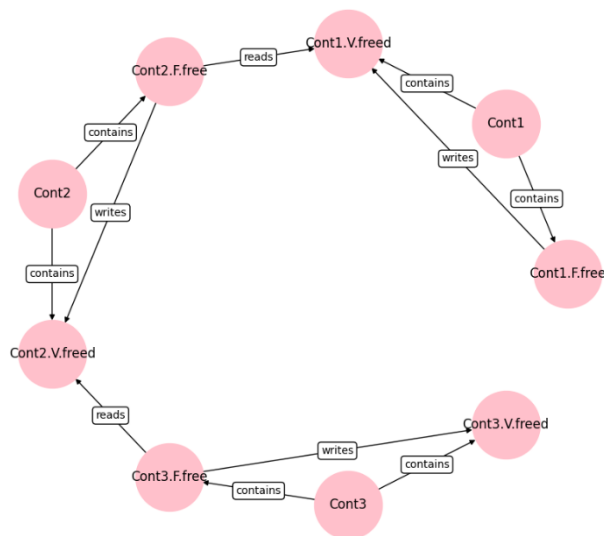 Cont1.V.freed
Cont2.F.free
reads
contains
Cont1
contains
writes
Cont2
contains
writes
contains
Cont1.F.free
Cont2.V.freed
reads
Cont3.V.freed
writes
contains
Cont3.F.free
contains
Cont3